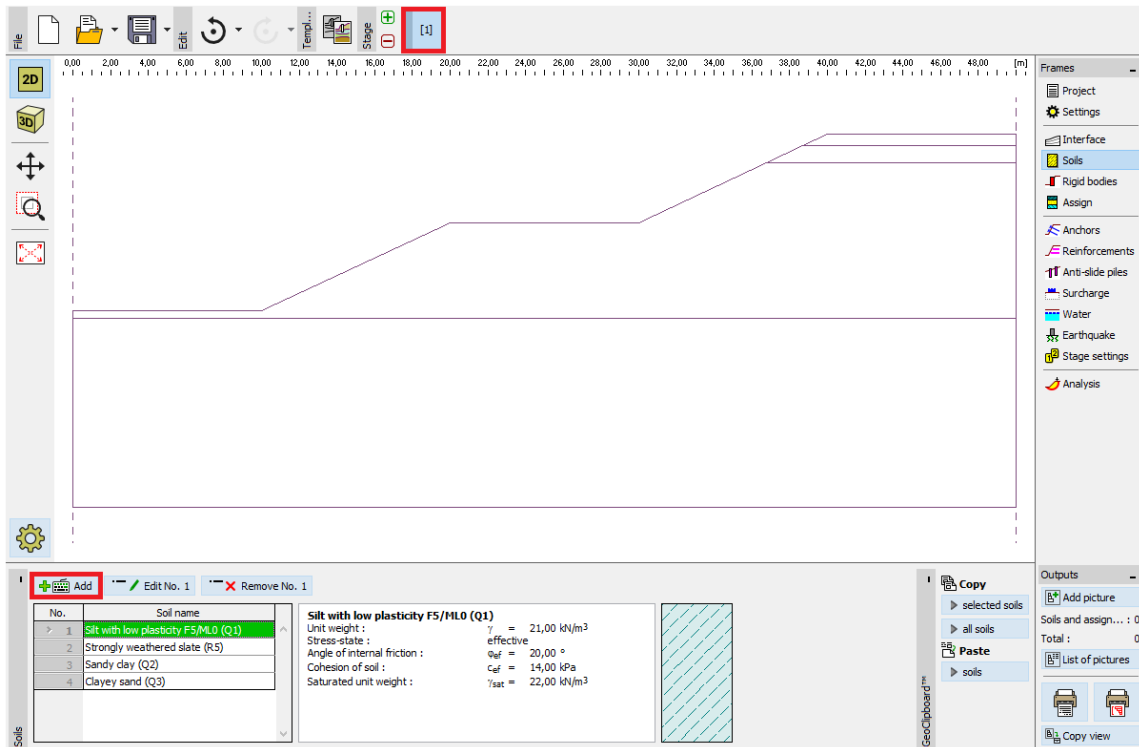 File
Edit
Templ...
Stage
[1]
0,00 2,00 4,00 6,00 8,00 10,00 12,00 14,00 16,00 18,00 20,00 22,00 24,00 26,00 28,00 30,00 32,00 34,00 36,00 38,00 40,00 42,00 44,00 46,00 48,00 [m]
2D
3D
Frames
Project
Settings
Interface
Soils
Rigid bodies
Assign
Anchors
Reinforcements
Anti-slide piles
Surcharge
Water
Earthquake
Stage settings
Analysis
Soils
Add
Edit No. 1
Remove No. 1
No. Soil name
> 1 Silt with low plasticity F5/ML0 (Q1)
2 Strongly weathered slate (R5)
3 Sandy clay (Q2)
4 Clayey sand (Q3)
Silt with low plasticity F5/ML0 (Q1)
Unit weight : γ = 21,00 kN/m3
Stress-state : effective
Angle of internal friction : φef = 20,00 °
Cohesion of soil : cef = 14,00 kPa
Saturated unit weight : γsat = 22,00 kN/m3
GeoClipboard™
Copy
selected soils
all soils
Paste
soils
Outputs
Add picture
Soils and assign... : 0
Total : 0
List of pictures
Copy view